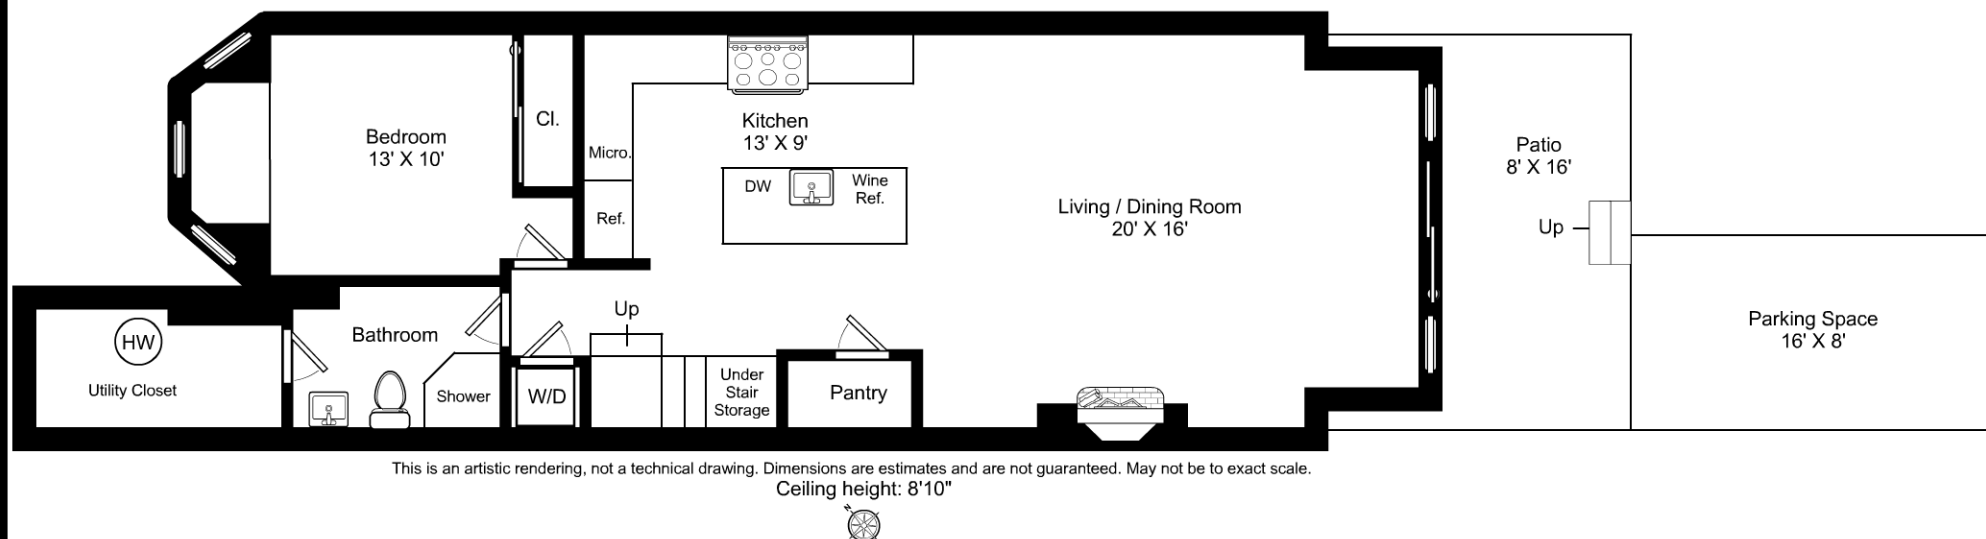 Bedroom
13' X 10'
Cl.
Micro.
Ref.
Kitchen
13' X 9'
DW
Wine
Ref.
Living / Dining Room
20' X 16'
Patio
8' X 16'
Up
Parking Space
16' X 8'
HW
Utility Closet
Bathroom
Shower
W/D
Up
Under
Stair
Storage
Pantry
This is an artistic rendering, not a technical drawing. Dimensions are estimates and are not guaranteed. May not be to exact scale.
Ceiling height: 8'10"
N